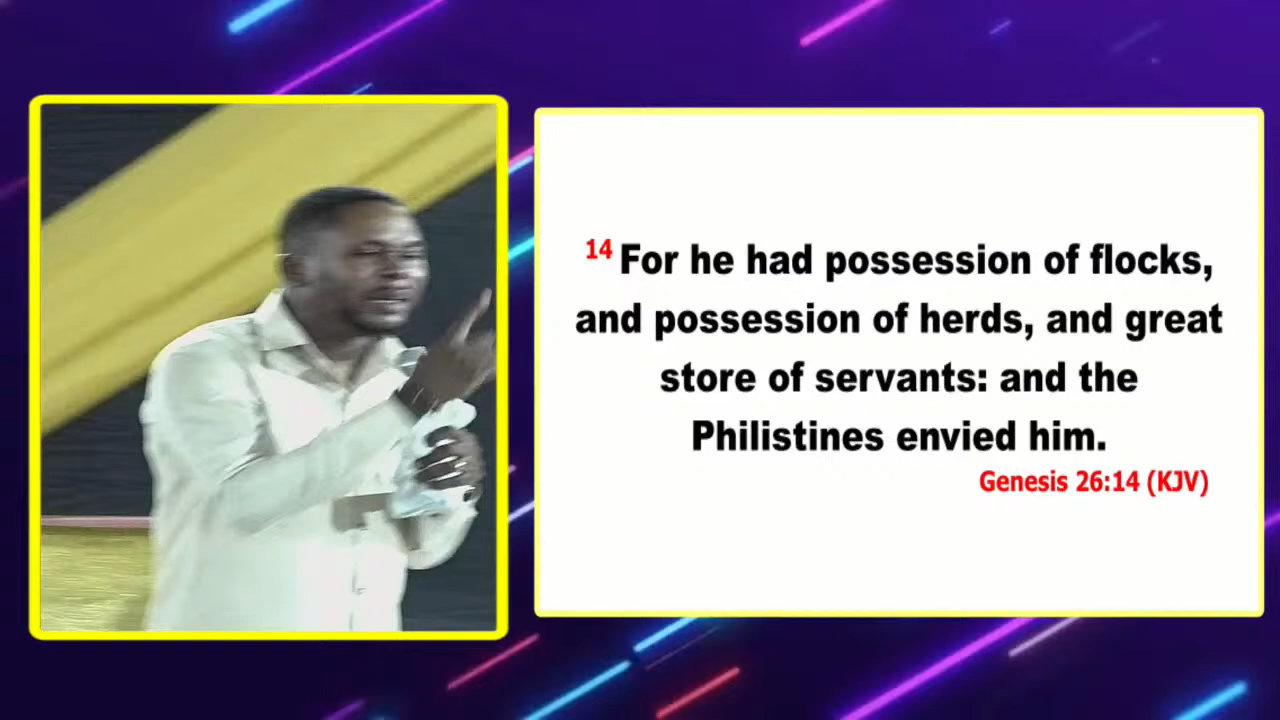 14 For he had possession of flocks,
and possession of herds, and great
store of servants: and the
Philistines envied him.
Genesis 26:14 (KJV)